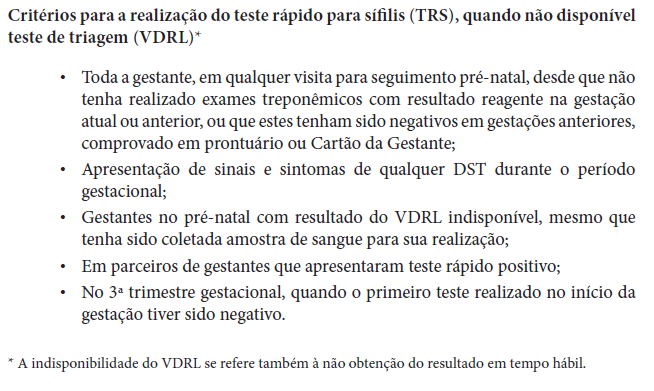 Critérios para a realização do teste rápido para sífilis (TRS), quando não disponível
teste de triagem (VDRL)*
• Toda a gestante, em qualquer visita para seguimento pré-natal, desde que não
tenha realizado exames treponêmicos com resultado reagente na gestação
atual ou anterior, ou que estes tenham sido negativos em gestações anteriores,
comprovado em prontuário ou Cartão da Gestante;
• Apresentação de sinais e sintomas de qualquer DST durante o período
gestacional;
• Gestantes no pré-natal com resultado do VDRL indisponível, mesmo que
tenha sido coletada amostra de sangue para sua realização;
• Em parceiros de gestantes que apresentaram teste rápido positivo;
• No 3ª trimestre gestacional, quando o primeiro teste realizado no início da
gestação tiver sido negativo.
* A indisponibilidade do VDRL se refere também à não obtenção do resultado em tempo hábil.